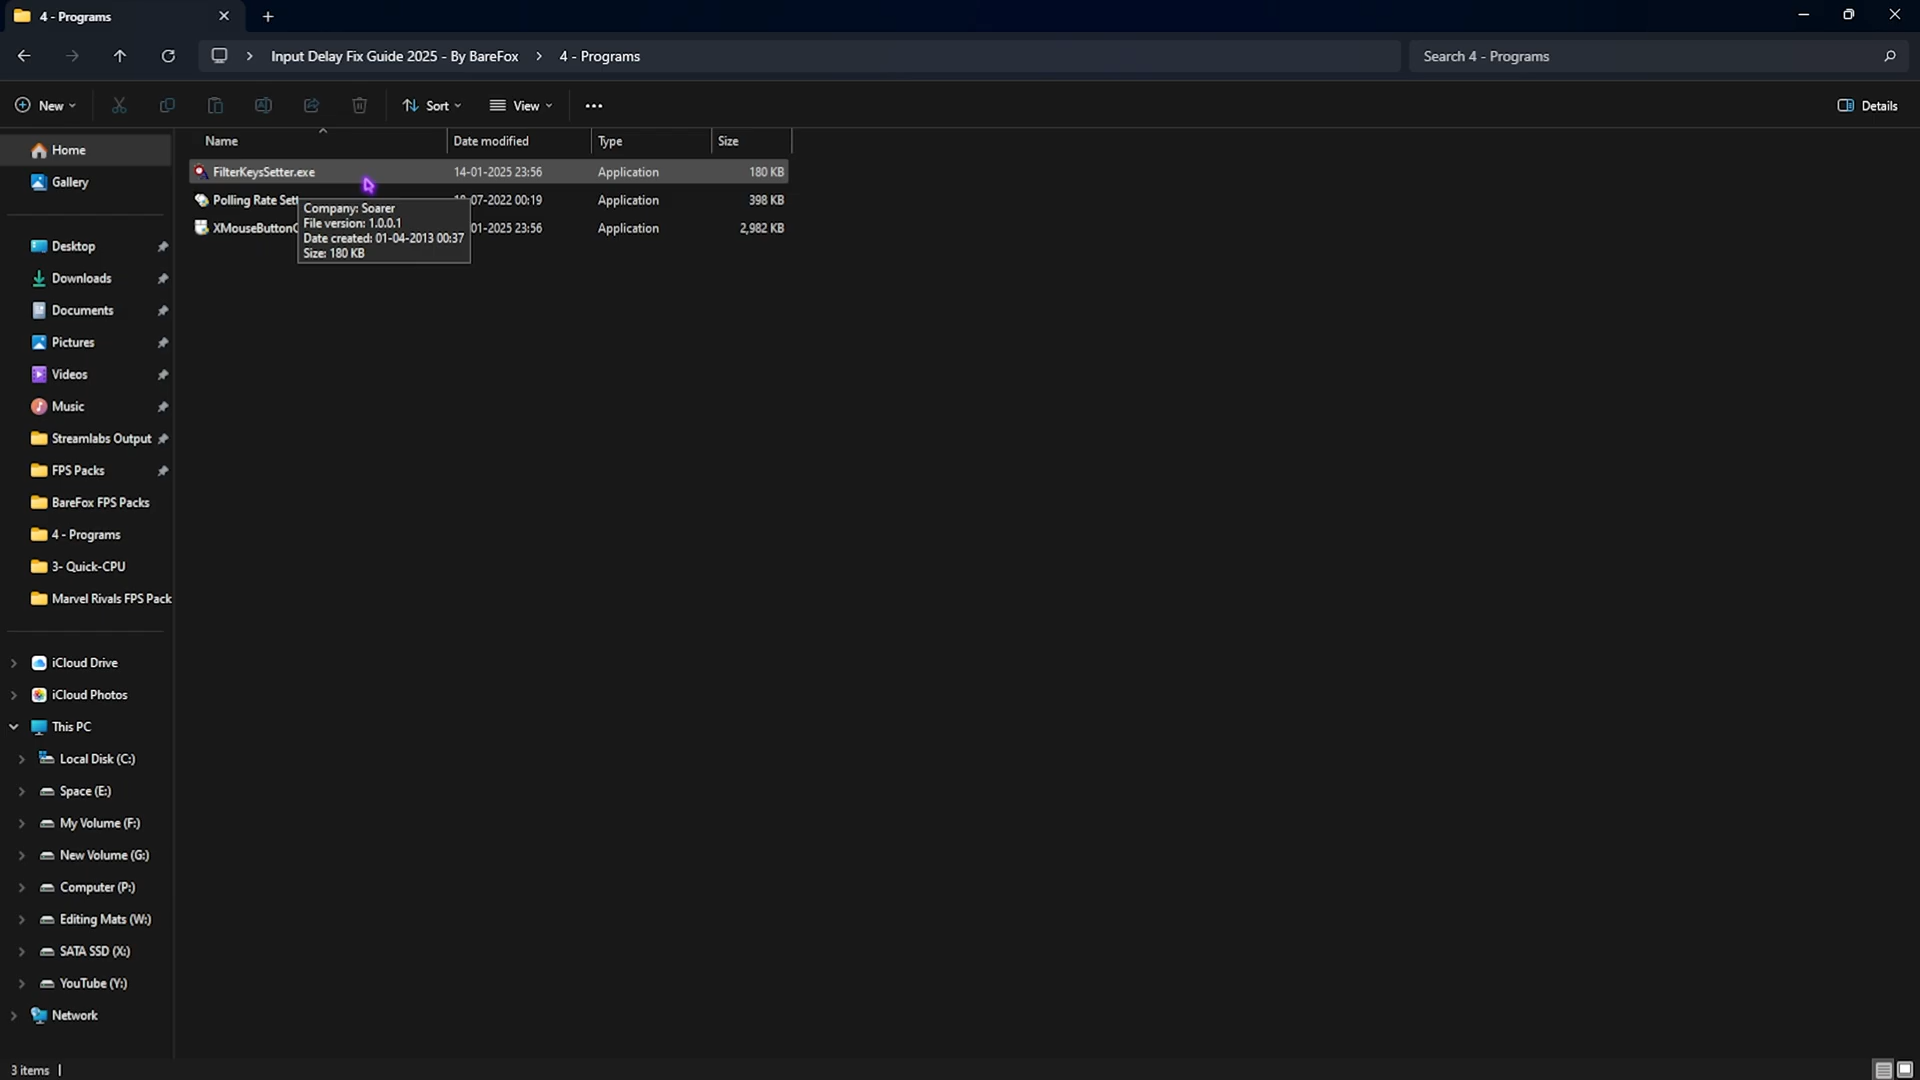 4 - Programs
Input Delay Fix Guide 2025 - By BareFox > 4 - Programs
Search 4 - Programs
New
Sort
View
Details
Name Date modified Type Size
Home
Gallery
Desktop
Downloads
Documents
Pictures
Videos
Music
Streamlabs Output
FPS Packs
BareFox FPS Packs
4 - Programs
3- Quick-CPU
Marvel Rivals FPS Pack
iCloud Drive
iCloud Photos
This PC
Local Disk (C:)
Space (E:)
My Volume (F:)
New Volume (G:)
Computer (P:)
Editing Mats (W:)
SATA SSD (X:)
YouTube (Y:)
Network
FilterKeysSetter.exe 14-01-2025 23:56 Application 180 KB
Polling Rate 07-2022 00:19 Application 398 KB
01-2025 23:56 Application 2,982 KB
Company: Soarer
File version: 1.0.0.1
Date created: 01-04-2013 00:37
Size: 180 KB
3 items